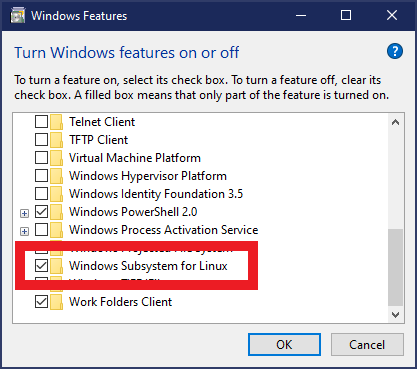 Windows Features
Turn Windows features on or off
To turn a feature on, select its check box. To turn a feature off, clear its
check box. A filled box means that only part of the feature is turned on.
Telnet Client
TFTP Client
Virtual Machine Platform
Windows Hypervisor Platform
Windows Identity Foundation 3.5
Windows PowerShell 2.0
Windows Process Activation Service
Windows Subsystem for Linux
Work Folders Client
OK
Cancel